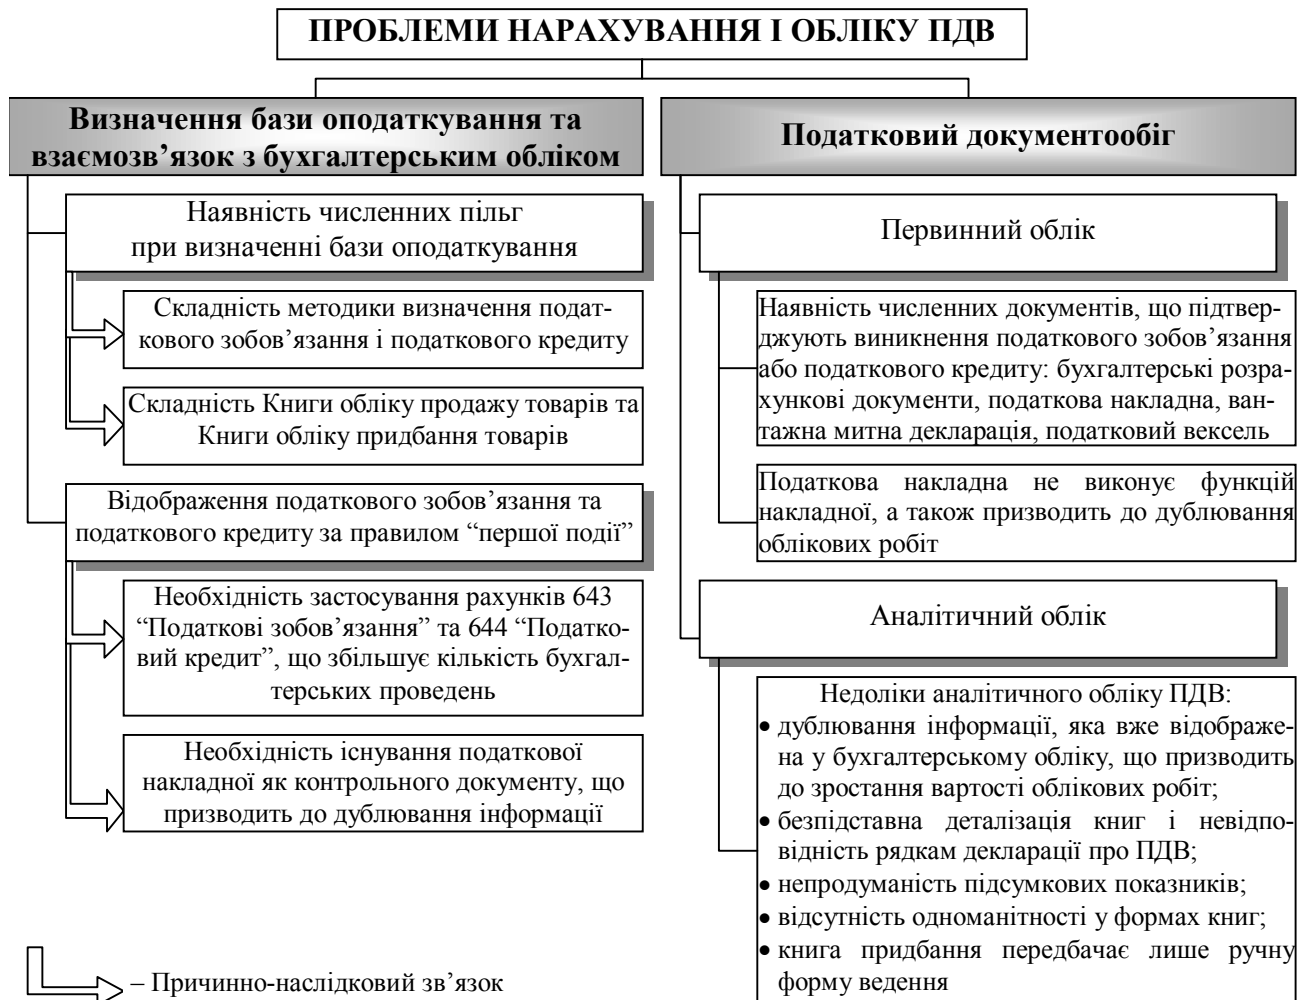 ПРОБЛЕМИ НАРАХУВАННЯ І ОБЛІКУ ПДВ
Визначення бази оподаткування та
взаємозв’язок з бухгалтерським обліком
Наявність численних пільг
при визначенні бази оподаткування
Складність методики визначення подат-
кового зобов’язання і податкового кредиту
Складність Книги обліку продажу товарів та
Книги обліку придбання товарів
Відображення податкового зобов’язання та
податкового кредиту за правилом “першої події”
Необхідність застосування рахунків 643
“Податкові зобов’язання” та 644 “Податко-
вий кредит”, що збільшує кількість бухгал-
терських проведень
Необхідність існування податкової
накладної як контрольного документу, що
призводить до дублювання інформації
– Причинно-наслідковий зв’язок
Податковий документообіг
Первинний облік
Наявність численних документів, що підтвер-
джують виникнення податкового зобов’язання
або податкового кредиту: бухгалтерські розра-
хункові документи, податкова накладна, ван-
тажна митна декларація, податковий вексель
Податкова накладна не виконує функцій
накладної, а також призводить до дублювання
облікових робіт
Аналітичний облік
Недоліки аналітичного обліку ПДВ:
• дублювання інформації, яка вже відображе-
на у бухгалтерському обліку, що призводить
до зростання вартості облікових робіт;
• безпідставна деталізація книг і невідпо-
відність рядкам декларації про ПДВ;
• непродуманість підсумкових показників;
• відсутність одноманітності у формах книг;
• книга придбання передбачає лише ручну
форму ведення